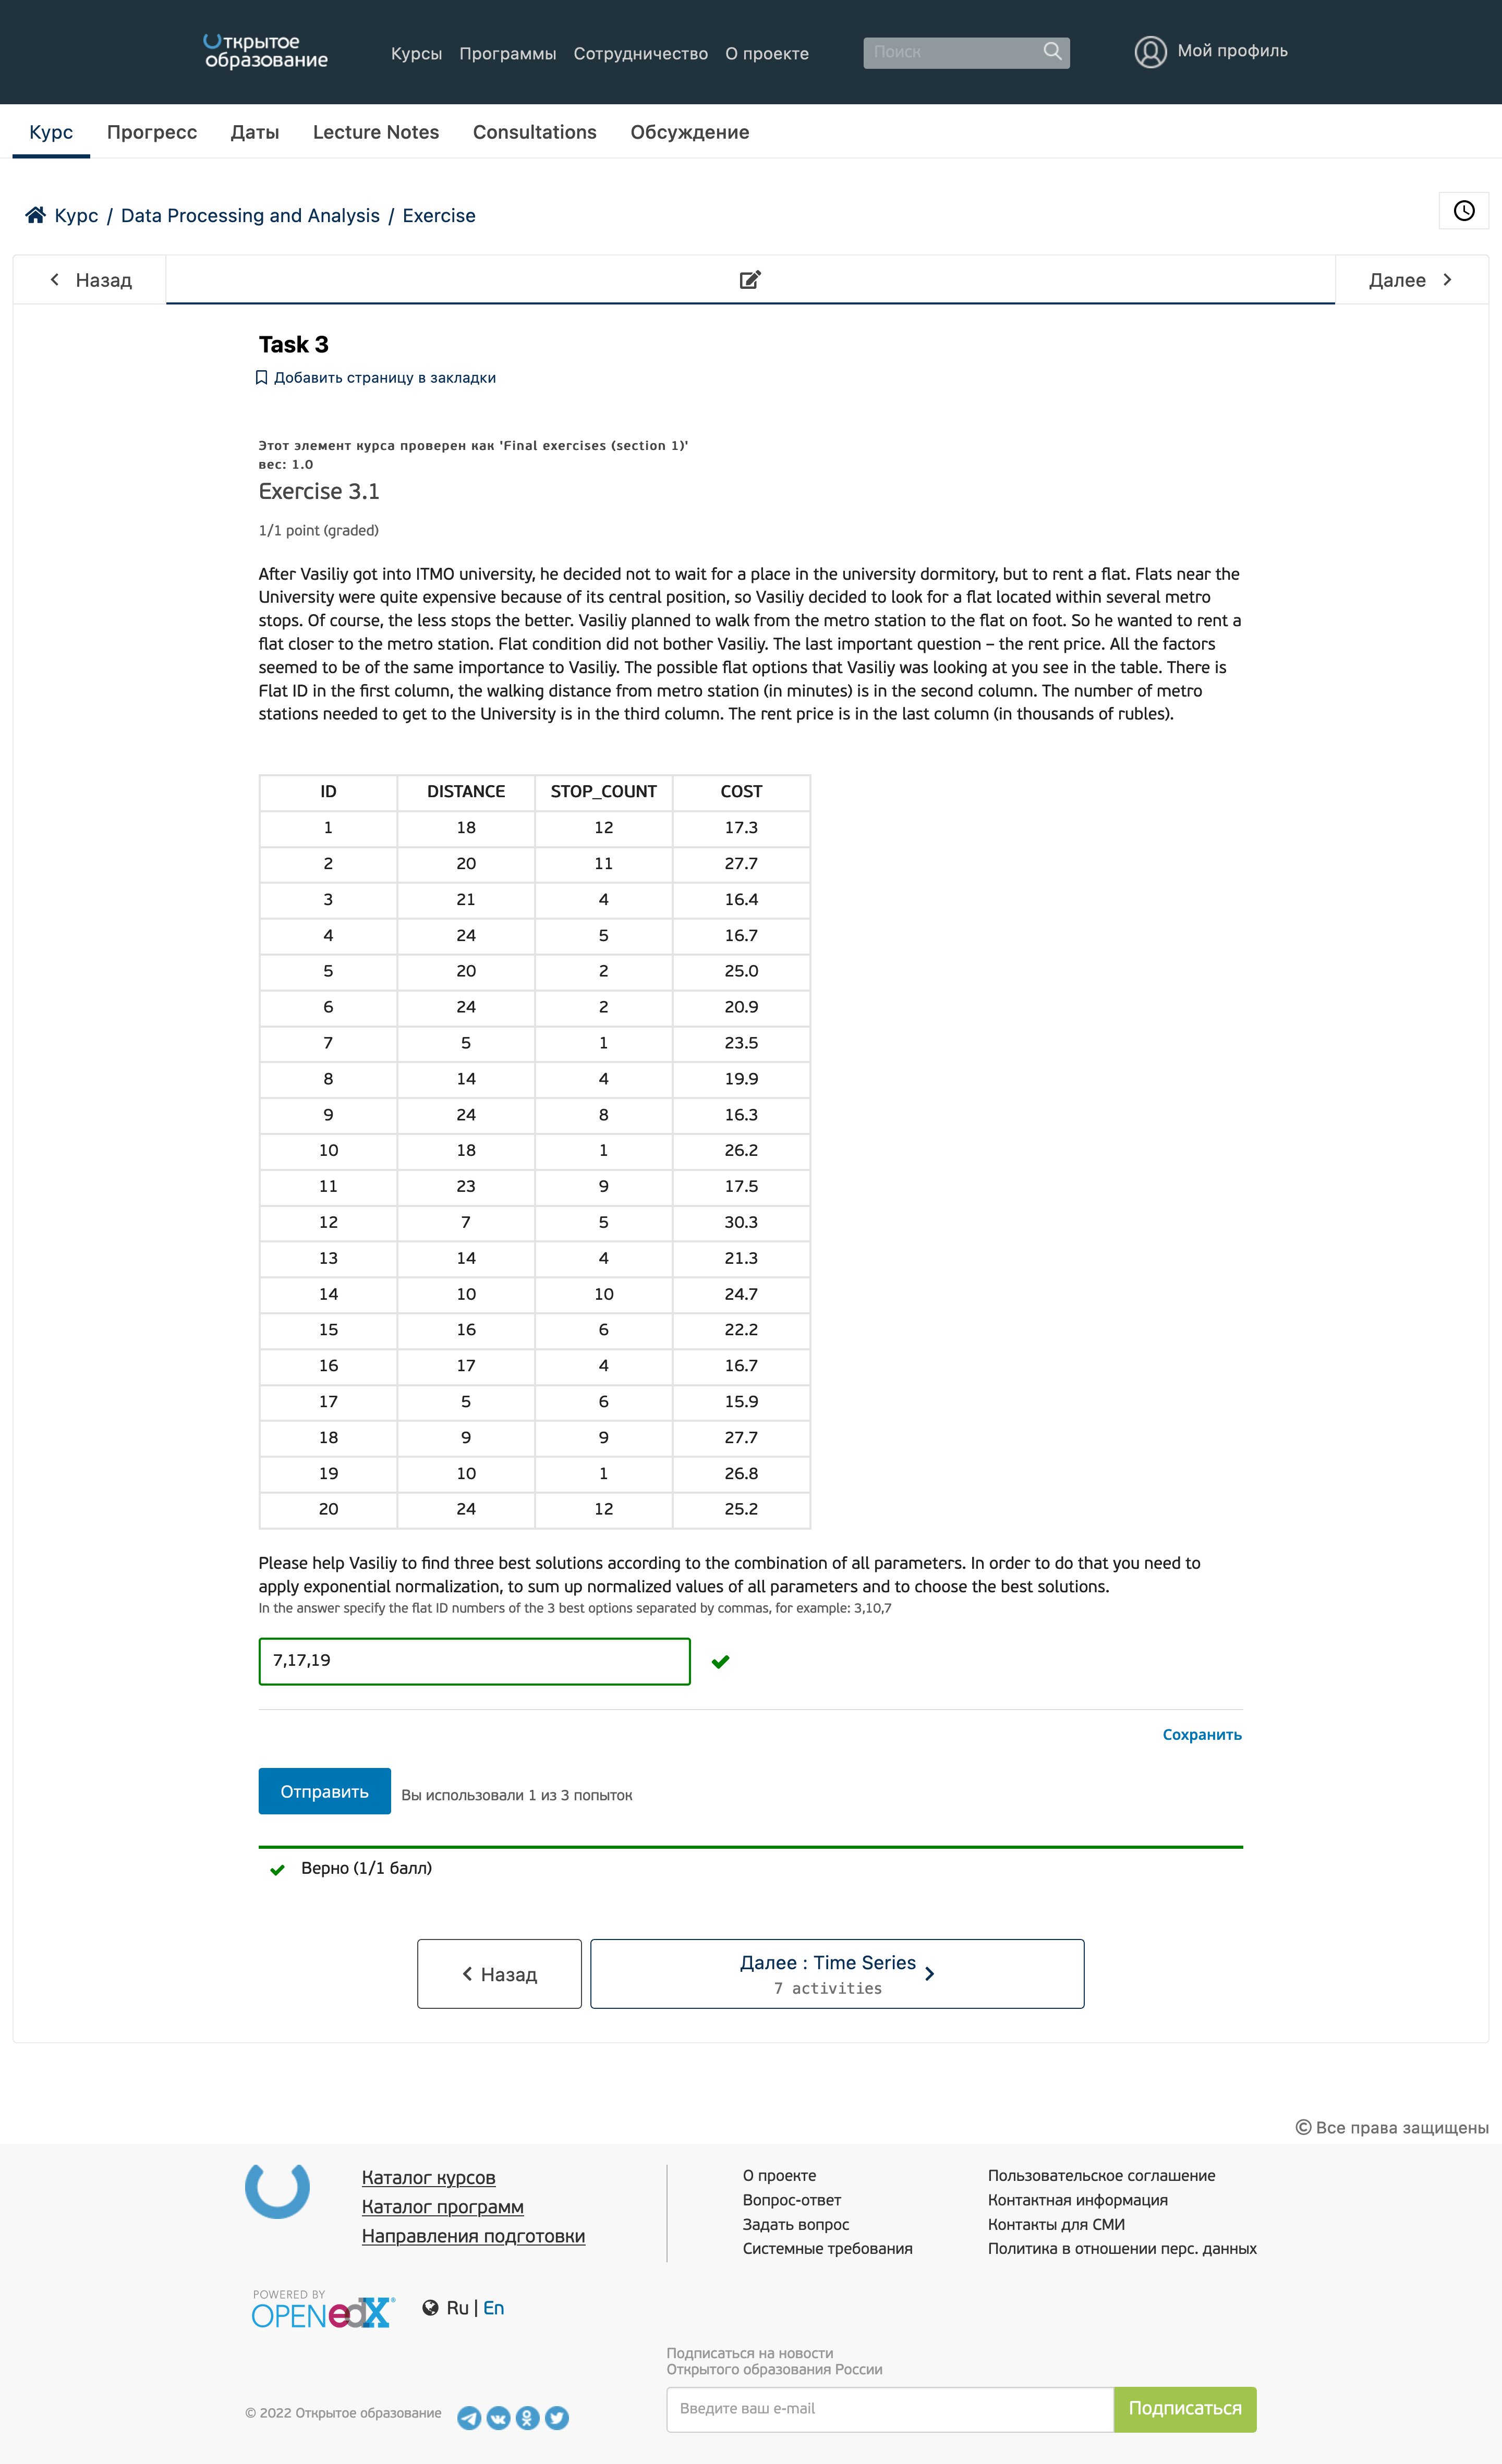 Открытое
образование
Курсы Программы Сотрудничество О проекте
Поиск
Мой профиль
Курс Прогресс Даты Lecture Notes Consultations Обсуждение
Курс / Data Processing and Analysis / Exercise
Назад
Далее
Task 3
Добавить страницу в закладки
Этот элемент курса проверен как 'Final exercises (section 1)'
вес: 1.0
Exercise 3.1
1/1 point (graded)
After Vasiliy got into ITMO university, he decided not to wait for a place in the university dormitory, but to rent a flat. Flats near the
University were quite expensive because of its central position, so Vasiliy decided to look for a flat located within several metro
stops. Of course, the less stops the better. Vasiliy planned to walk from the metro station to the flat on foot. So he wanted to rent a
flat closer to the metro station. Flat condition did not bother Vasiliy. The last important question – the rent price. All the factors
seemed to be of the same importance to Vasiliy. The possible flat options that Vasiliy was looking at you see in the table. There is
Flat ID in the first column, the walking distance from metro station (in minutes) is in the second column. The number of metro
stations needed to get to the University is in the third column. The rent price is in the last column (in thousands of rubles).
ID DISTANCE STOP_COUNT COST
1 18 12 17.3
2 20 11 27.7
3 21 4 16.4
4 24 5 16.7
5 20 2 25.0
6 24 2 20.9
7 5 1 23.5
8 14 4 19.9
9 24 8 16.3
10 18 1 26.2
11 23 9 17.5
12 7 5 30.3
13 14 4 21.3
14 10 10 24.7
15 16 6 22.2
16 17 4 16.7
17 5 6 15.9
18 9 9 27.7
19 10 1 26.8
20 24 12 25.2
Please help Vasiliy to find three best solutions according to the combination of all parameters. In order to do that you need to
apply exponential normalization, to sum up normalized values of all parameters and to choose the best solutions.
In the answer specify the flat ID numbers of the 3 best options separated by commas, for example: 3,10,7
7,17,19
Сохранить
Отправить Вы использовали 1 из 3 попыток
Верно (1/1 балл)
Назад
Далее : Time Series
7 activities
© Все права защищены
Каталог курсов
Каталог программ
Направления подготовки
О проекте
Вопрос-ответ
Задать вопрос
Системные требования
Пользовательское соглашение
Контактная информация
Контакты для СМИ
Политика в отношении перс. данных
POWERED BY
OPEN edX®
Ru | En
Подписаться на новости
Открытого образования России
Введите ваш e-mail
Подписаться
© 2022 Открытое образование